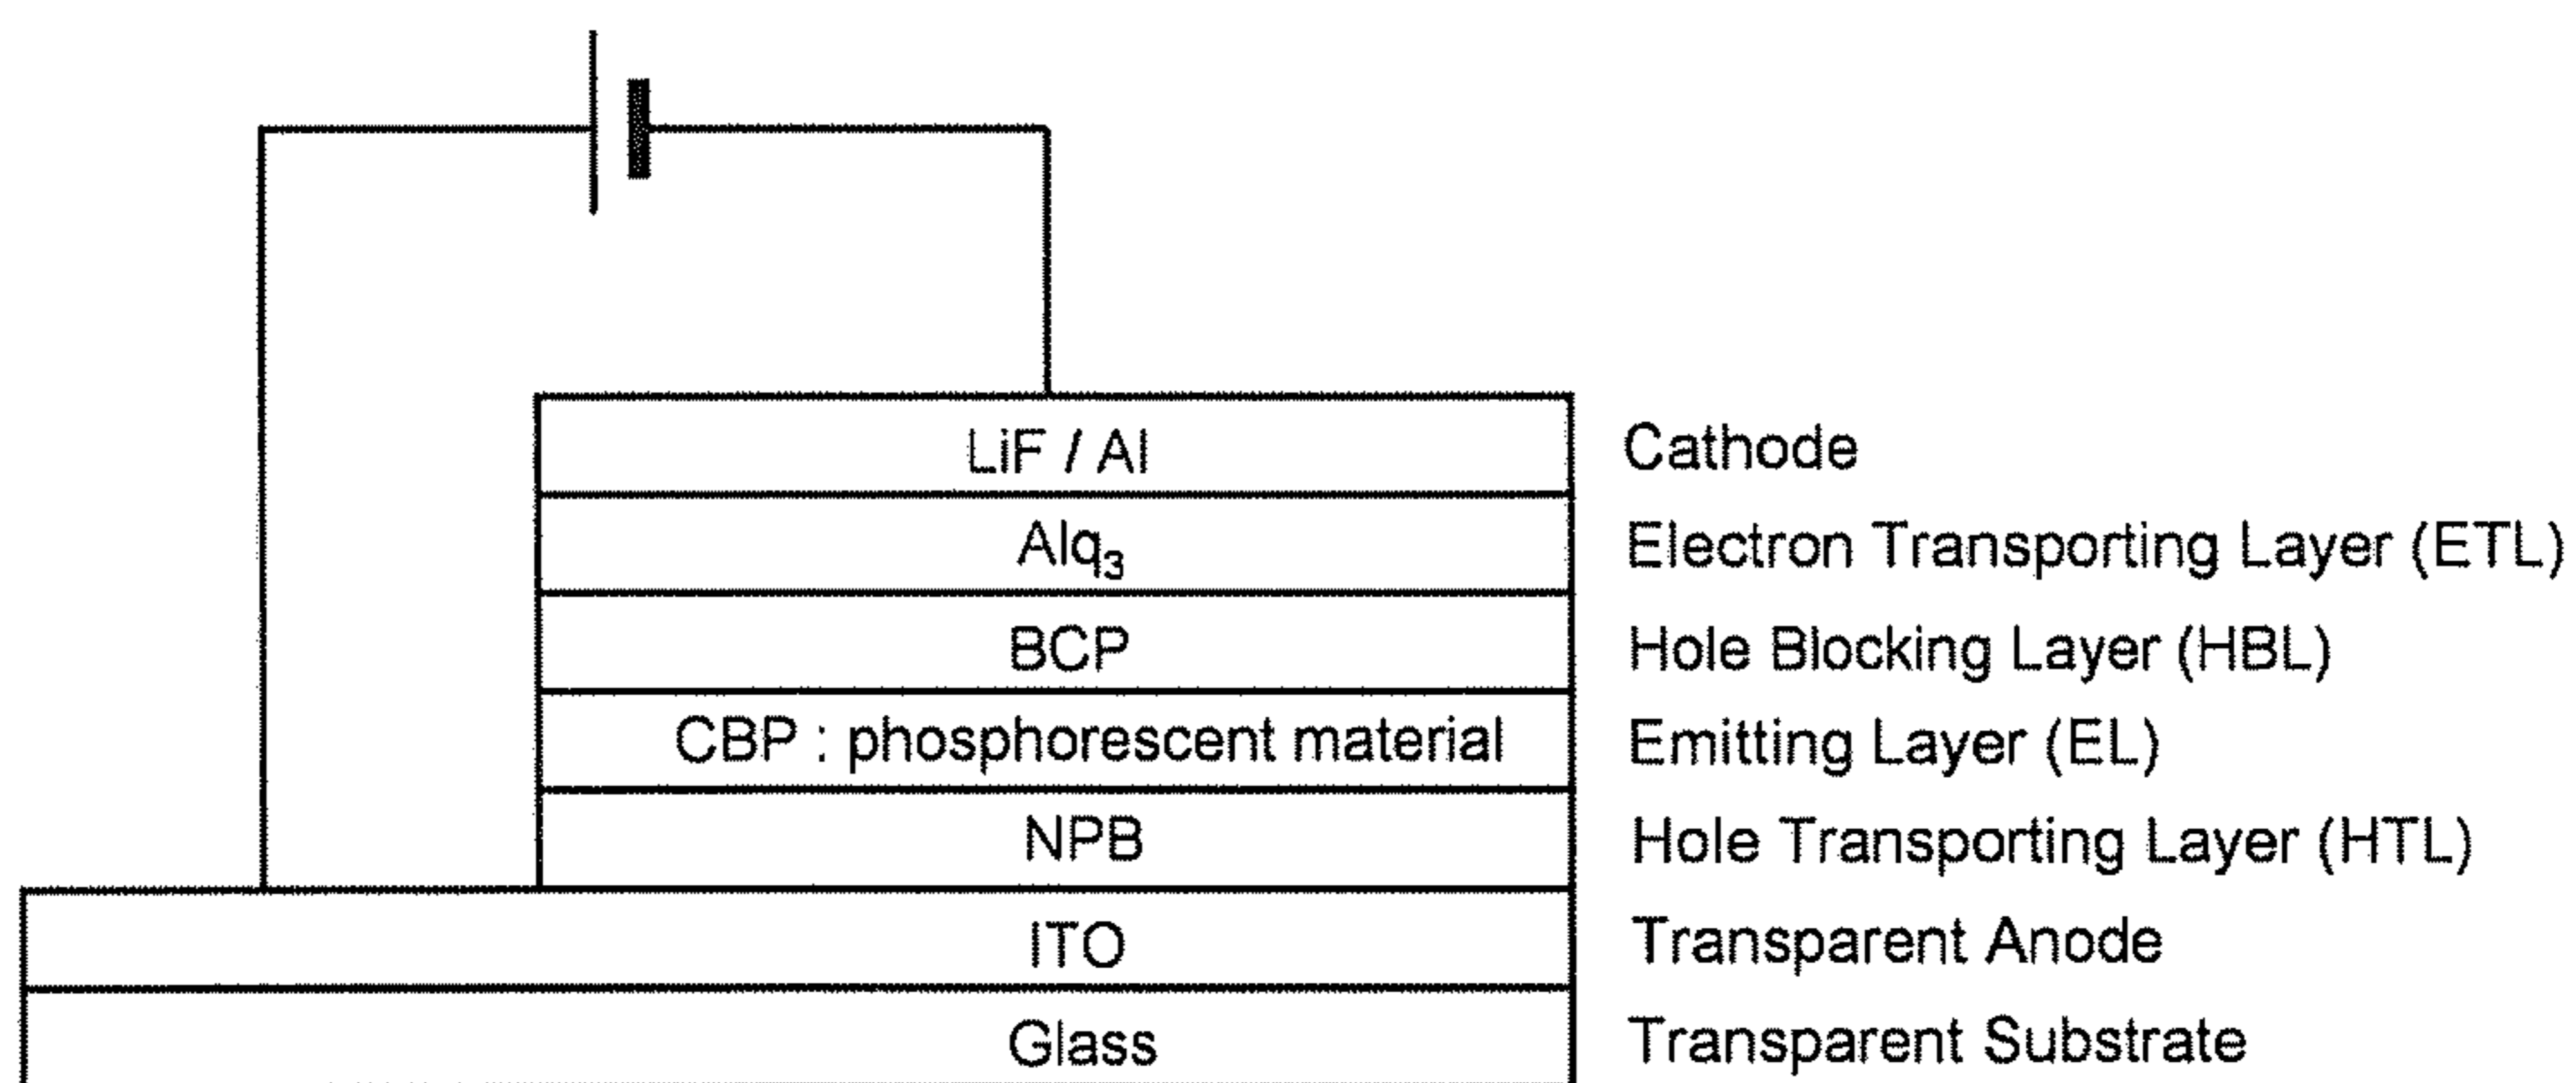 LiF / Al Cathode
Alq₃ Electron Transporting Layer (ETL)
BCP Hole Blocking Layer (HBL)
CBP : phosphorescent material Emitting Layer (EL)
NPB Hole Transporting Layer (HTL)
ITO Transparent Anode
Glass Transparent Substrate